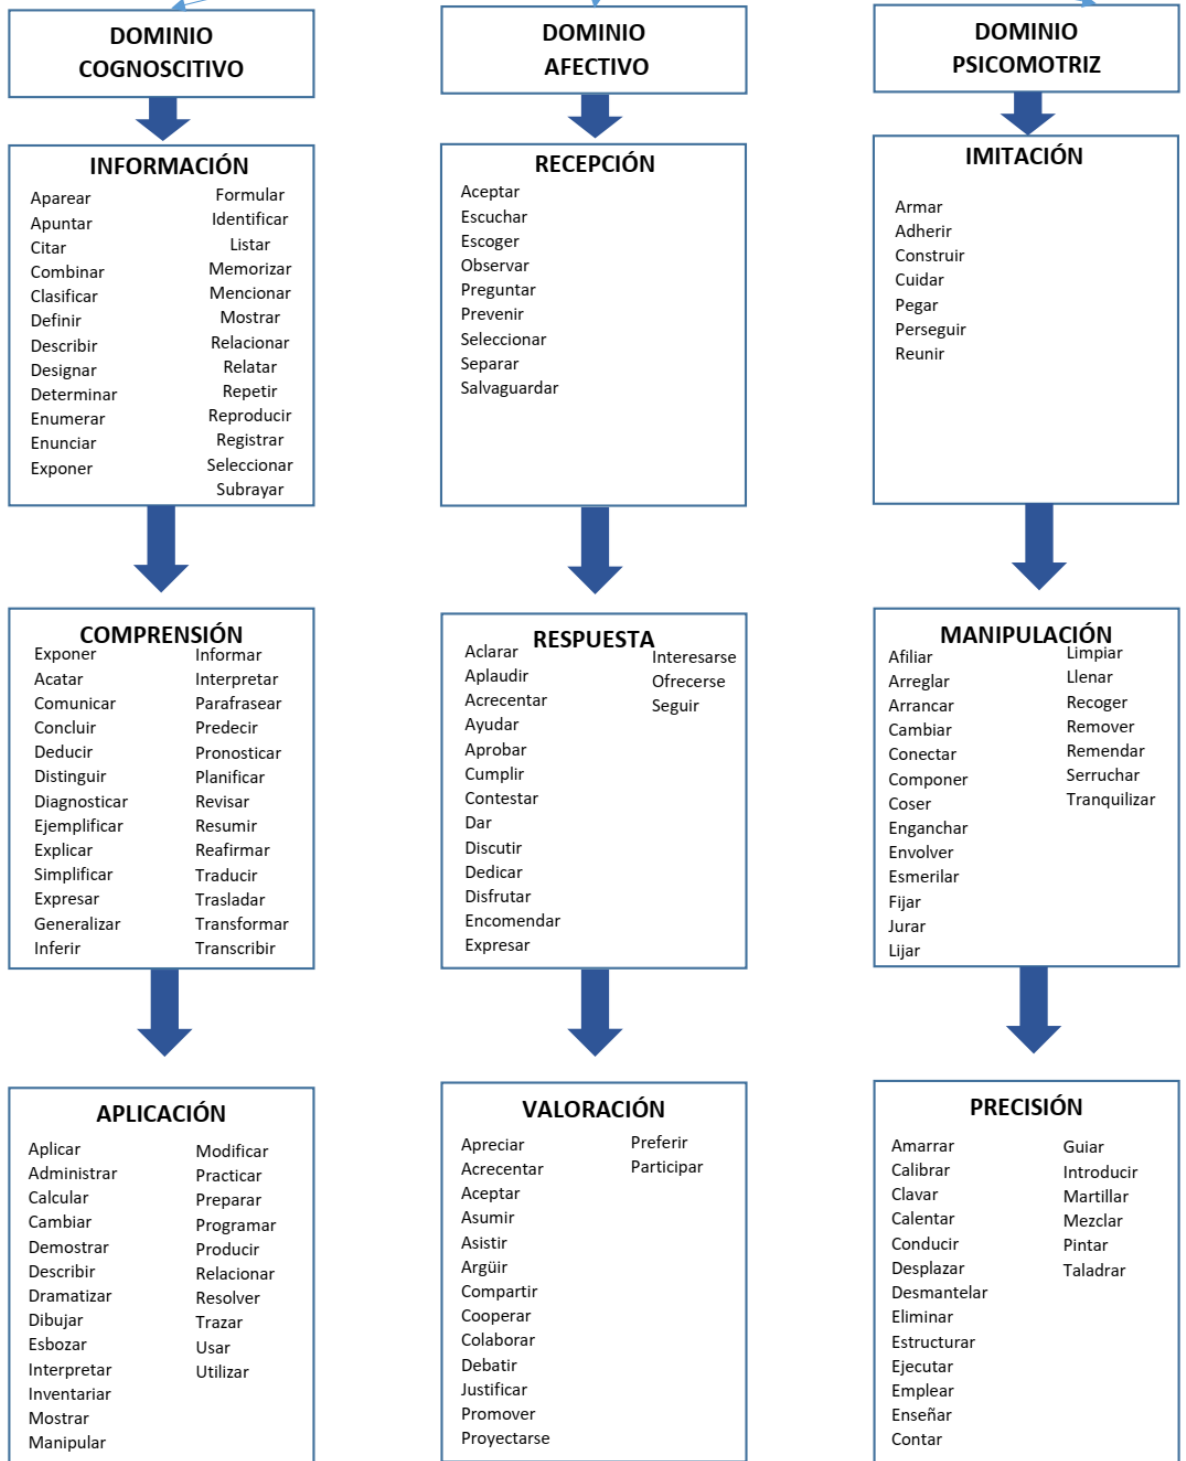 DOMINIO
COGNOSCITIVO
INFORMACIÓN
Aparear
Apuntar
Citar
Combinar
Clasificar
Definir
Describir
Designar
Determinar
Enumerar
Enunciar
Exponer
Formular
Identificar
Listar
Memorizar
Mencionar
Mostrar
Relacionar
Relatar
Repetir
Reproducir
Registrar
Seleccionar
Subrayar
COMPRENSIÓN
Exponer
Acatar
Comunicar
Concluir
Deducir
Distinguir
Diagnosticar
Ejemplificar
Explicar
Simplificar
Expresar
Generalizar
Inferir
Informar
Interpretar
Parafrasear
Predecir
Pronosticar
Planificar
Revisar
Resumir
Reafirmar
Traducir
Trasladar
Transformar
Transcribir
APLICACIÓN
Aplicar
Administrar
Calcular
Cambiar
Demostrar
Describir
Dramatizar
Dibujar
Esbozar
Interpretar
Inventariar
Mostrar
Manipular
Modificar
Practicar
Preparar
Programar
Producir
Relacionar
Resolver
Trazar
Usar
Utilizar
DOMINIO
AFECTIVO
RECEPCIÓN
Aceptar
Escuchar
Escoger
Observar
Preguntar
Prevenir
Seleccionar
Separar
Salvaguardar
RESPUESTA
Aclarar
Aplaudir
Acrecentar
Ayudar
Aprobar
Cumplir
Contestar
Dar
Discutir
Dedicar
Disfrutar
Encomendar
Expresar
Interesarse
Ofrecerse
Seguir
VALORACIÓN
Apreciar
Acrecentar
Aceptar
Asumir
Asistir
Argüir
Compartir
Cooperar
Colaborar
Debatir
Justificar
Promover
Proyectarse
Preferir
Participar
DOMINIO
PSICOMOTRIZ
IMITACIÓN
Armar
Adherir
Construir
Cuidar
Pegar
Perseguir
Reunir
MANIPULACIÓN
Afiliar
Arreglar
Arrancar
Cambiar
Conectar
Componer
Coser
Enganchar
Envolver
Esmerilar
Fijar
Jurar
Lijar
Limpiar
Llenar
Recoger
Remover
Remendar
Serruchar
Tranquilizar
PRECISIÓN
Amarrar
Calibrar
Clavar
Calentar
Conducir
Desplazar
Desmantelar
Eliminar
Estructurar
Ejecutar
Emplear
Enseñar
Contar
Guiar
Introducir
Martillar
Mezclar
Pintar
Taladrar